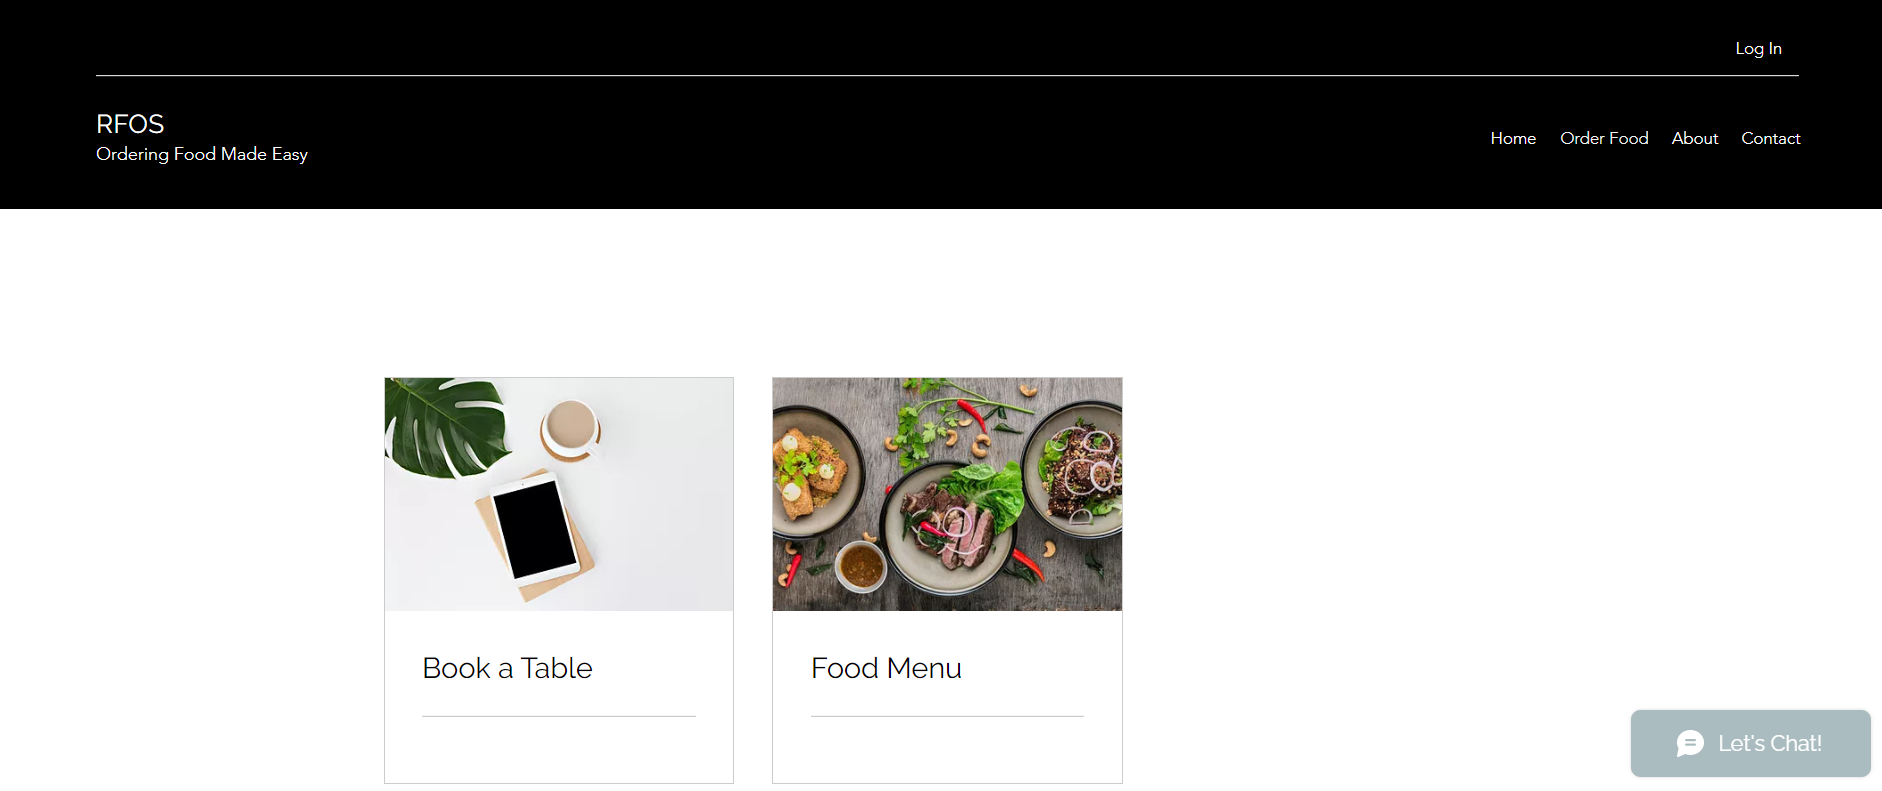 Log In
RFOS
Ordering Food Made Easy
Home Order Food About Contact
Book a Table
Food Menu
Let's Chat!